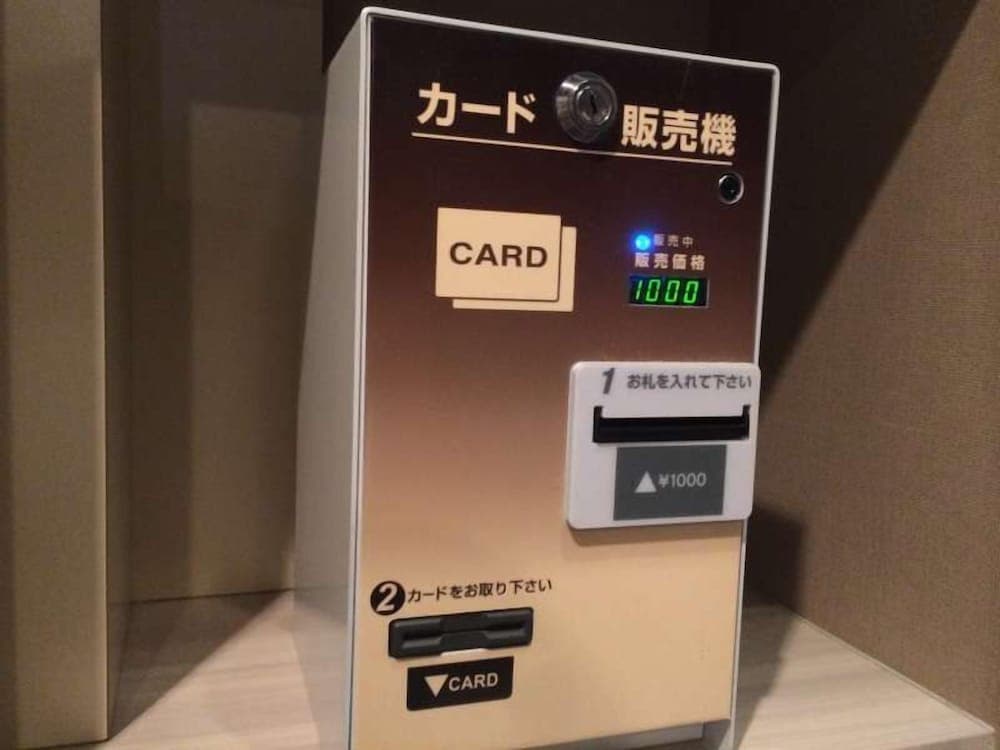 カード販売機
CARD
販売中
販売価格
1000
1 お札を入れて下さい
▲¥1000
2 カードをお取り下さい
▼CARD